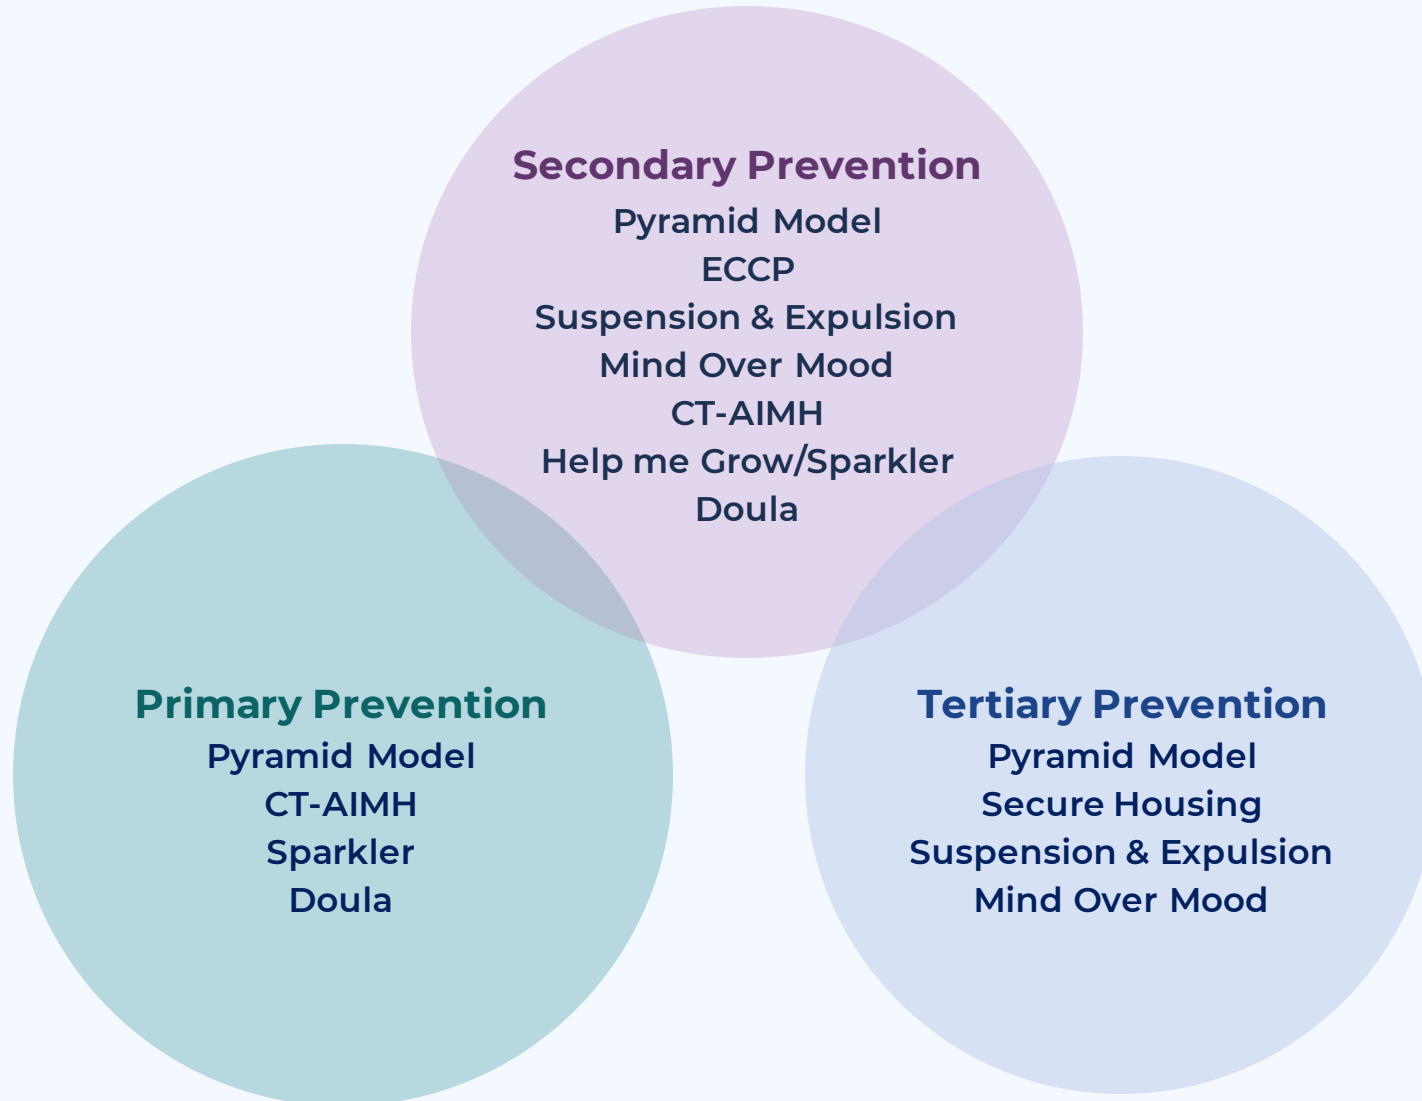 Secondary Prevention
Pyramid Model
ECCP
Suspension & Expulsion
Mind Over Mood
CT-AIMH
Help me Grow/Sparkler
Doula
Primary Prevention
Pyramid Model
CT-AIMH
Sparkler
Doula
Tertiary Prevention
Pyramid Model
Secure Housing
Suspension & Expulsion
Mind Over Mood